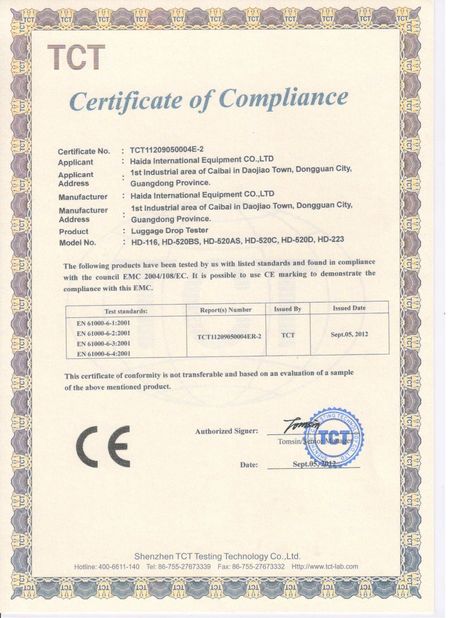 TCT
Certificate of Compliance
Certificate No. : TCT11209050004E-2
Applicant : Haida International Equipment CO.,LTD
Applicant Address : 1st Industrial area of Caibai in Daojiao Town, Dongguan City,
Guangdong Province.
Manufacturer : Haida International Equipment CO.,LTD
Manufacturer Address : 1st Industrial area of Caibai in Daojiao Town, Dongguan City,
Guangdong Province.
Product : Luggage Drop Tester
Model No. : HD-116, HD-520BS, HD-520AS, HD-520C, HD-520D, HD-223
The following products have been tested by us with listed standards and found in compliance
with the council EMC 2004/108/EC. It is possible to use CE marking to demonstrate the
compliance with this EMC.
Test standards: Report(s) Number Issued By Issued Date
EN 61000-6-1:2001
EN 61000-6-2:2001
EN 61000-6-3:2001
EN 61000-6-4:2001
TCT11209050004ER-2 TCT Sept.05, 2012
This certificate of conformity is not transferable and based on an evaluation of a sample
of the above mentioned product.
CE
Authorized Signer: Tomsin
Tomsin/Senior Manager
TCT
Date: Sept.05, 2012
Shenzhen TCT Testing Technology Co.,Ltd.
Hotline: 400-6611-140 Tel: 86-755-27673339 Fax: 86-755-27673332 Http://www.tct-lab.com